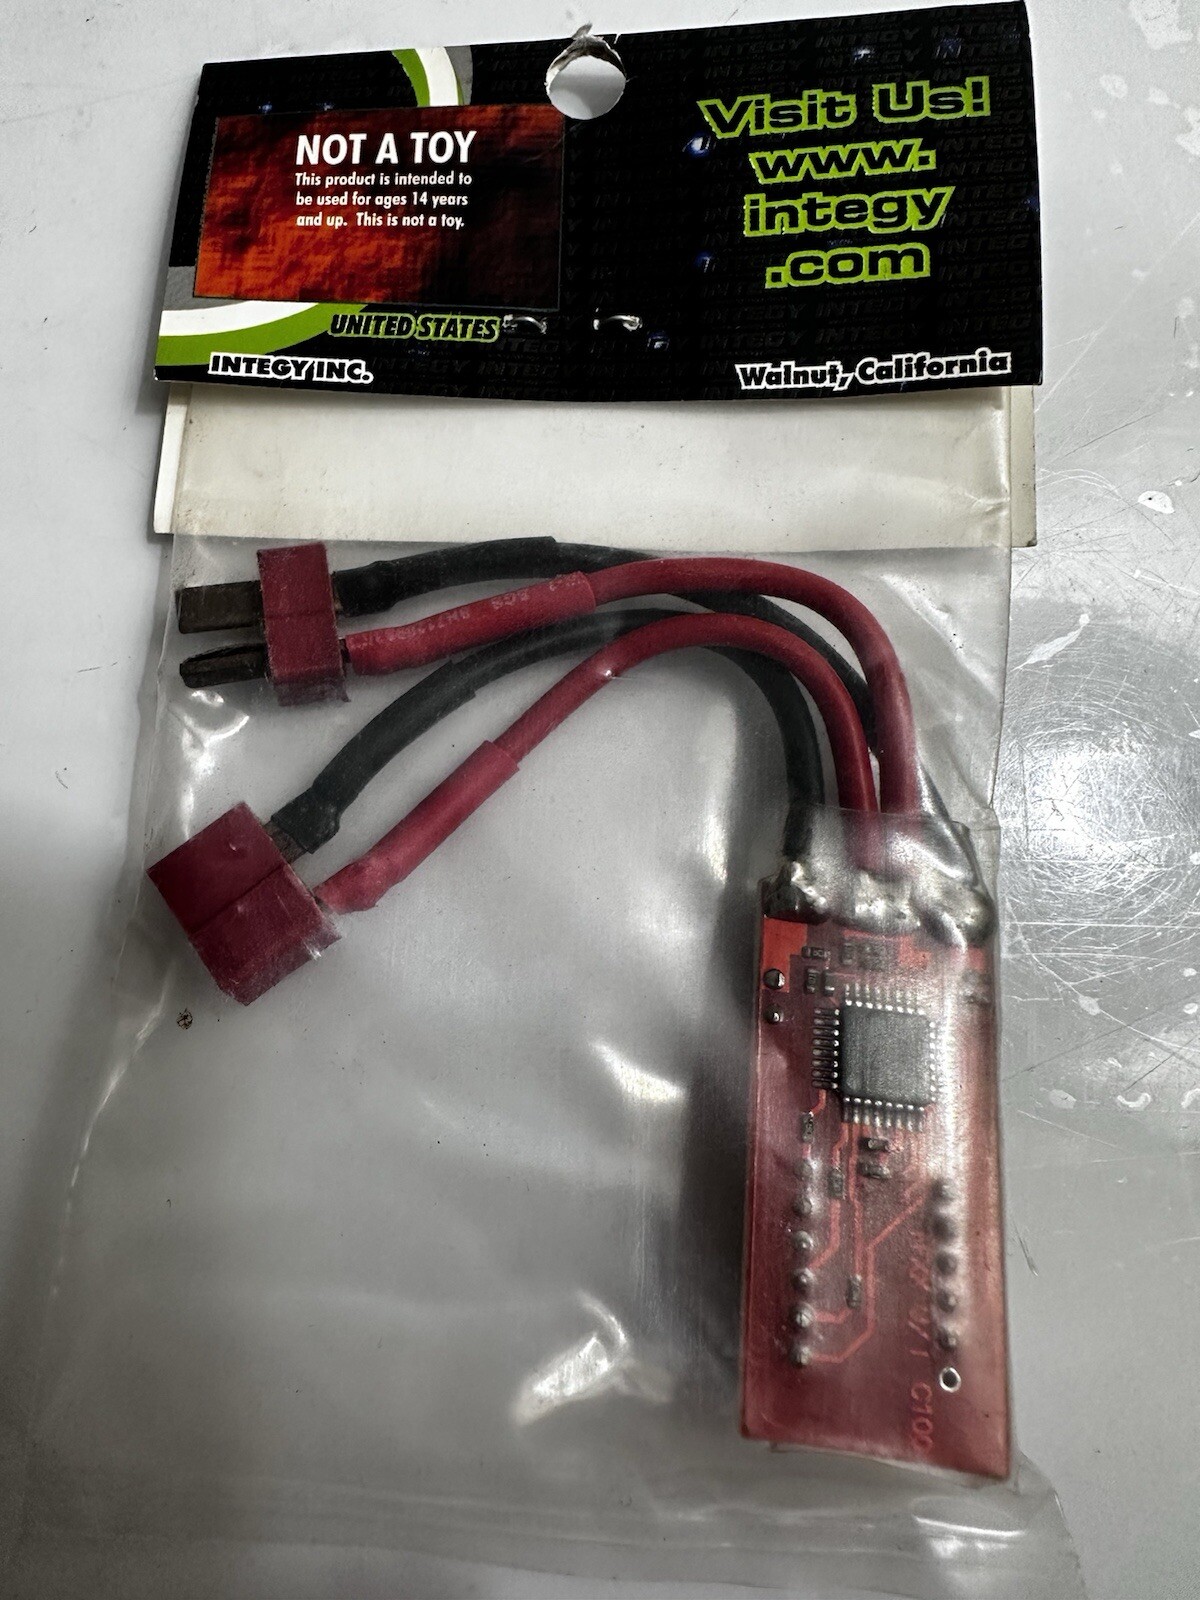 NOT A TOY
This product is intended to
be used for ages 14 years
and up. This is not a toy.
Visit Us!
www.
integy
.com
UNITED STATES
INTEGY INC.
Walnut, California